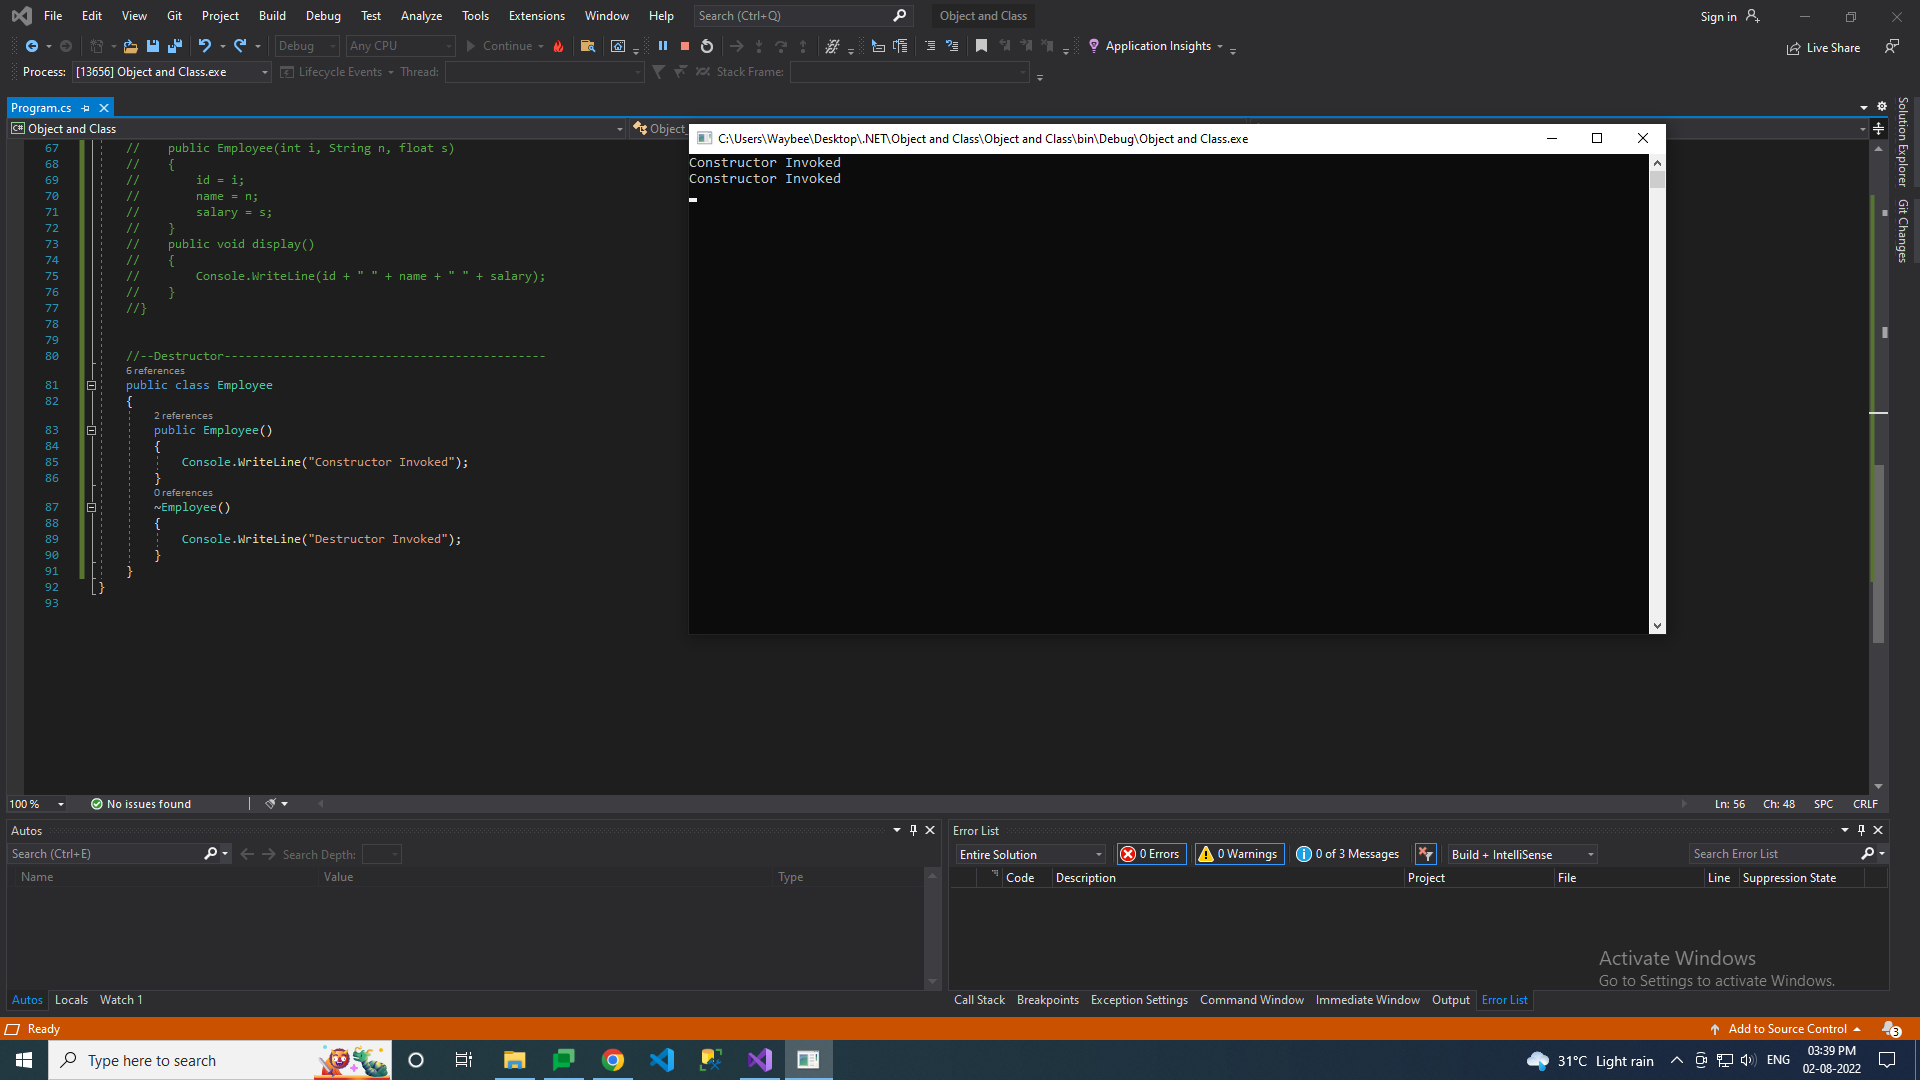 File Edit View Git Project Build Debug Test Analyze Tools Extensions Window Help Search (Ctrl+Q) Object and Class Sign in
Debug Any CPU Continue Application Insights Live Share
Process: [13656] Object and Class.exe Lifecycle Events Thread: Stack Frame:
Program.cs
Object and Class Object_
C:\Users\Waybee\Desktop\.NET\Object and Class\Object and Class\bin\Debug\Object and Class.exe
Constructor Invoked
Constructor Invoked
67 // public Employee(int i, String n, float s)
68 // {
69 // id = i;
70 // name = n;
71 // salary = s;
72 // }
73 // public void display()
74 // {
75 // Console.WriteLine(id + " " + name + " " + salary);
76 // }
77 //}
78
79
80 //--Destructor----------------------------------------------
6 references
81 public class Employee
82 {
2 references
83 public Employee()
84 {
85 Console.WriteLine("Constructor Invoked");
86 }
0 references
87 ~Employee()
88 {
89 Console.WriteLine("Destructor Invoked");
90 }
91 }
92 }
93
Solution Explorer
Git Changes
100 % No issues found Ln: 56 Ch: 48 SPC CRLF
Autos
Search (Ctrl+E) Search Depth:
Name Value Type
Autos Locals Watch 1
Error List
Entire Solution 0 Errors 0 Warnings 0 of 3 Messages Build + IntelliSense Search Error List
Code Description Project File Line Suppression State
Activate Windows
Go to Settings to activate Windows.
Call Stack Breakpoints Exception Settings Command Window Immediate Window Output Error List
Ready Add to Source Control 3
Type here to search 31°C Light rain ENG 03:39 PM
02-08-2022